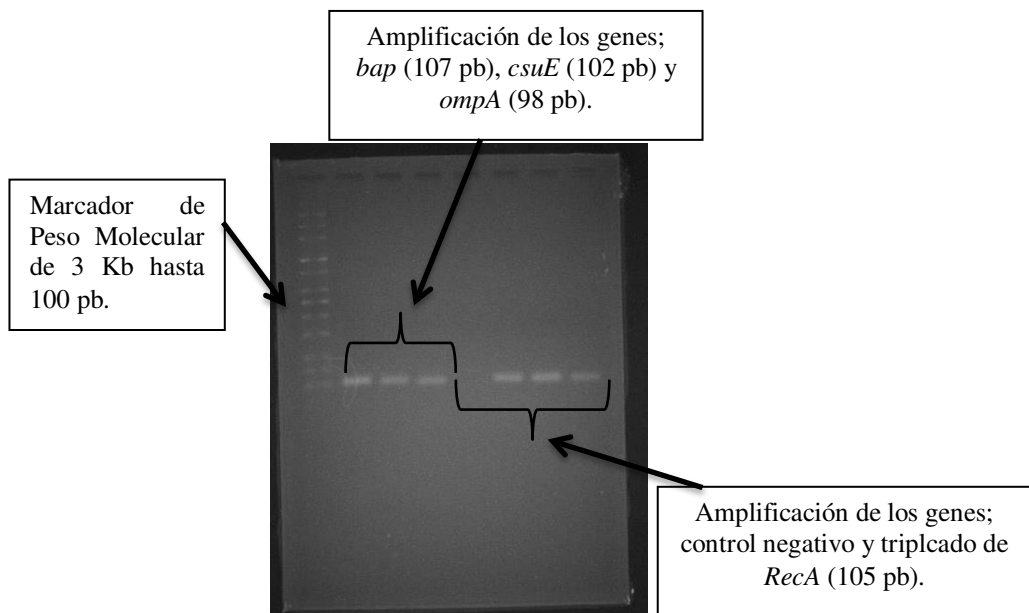 Amplificación de los genes;
bap (107 pb), csuE (102 pb) y
ompA (98 pb).
Marcador de
Peso Molecular
de 3 Kb hasta
100 pb.
Amplificación de los genes;
control negativo y triplcado de
RecA (105 pb).